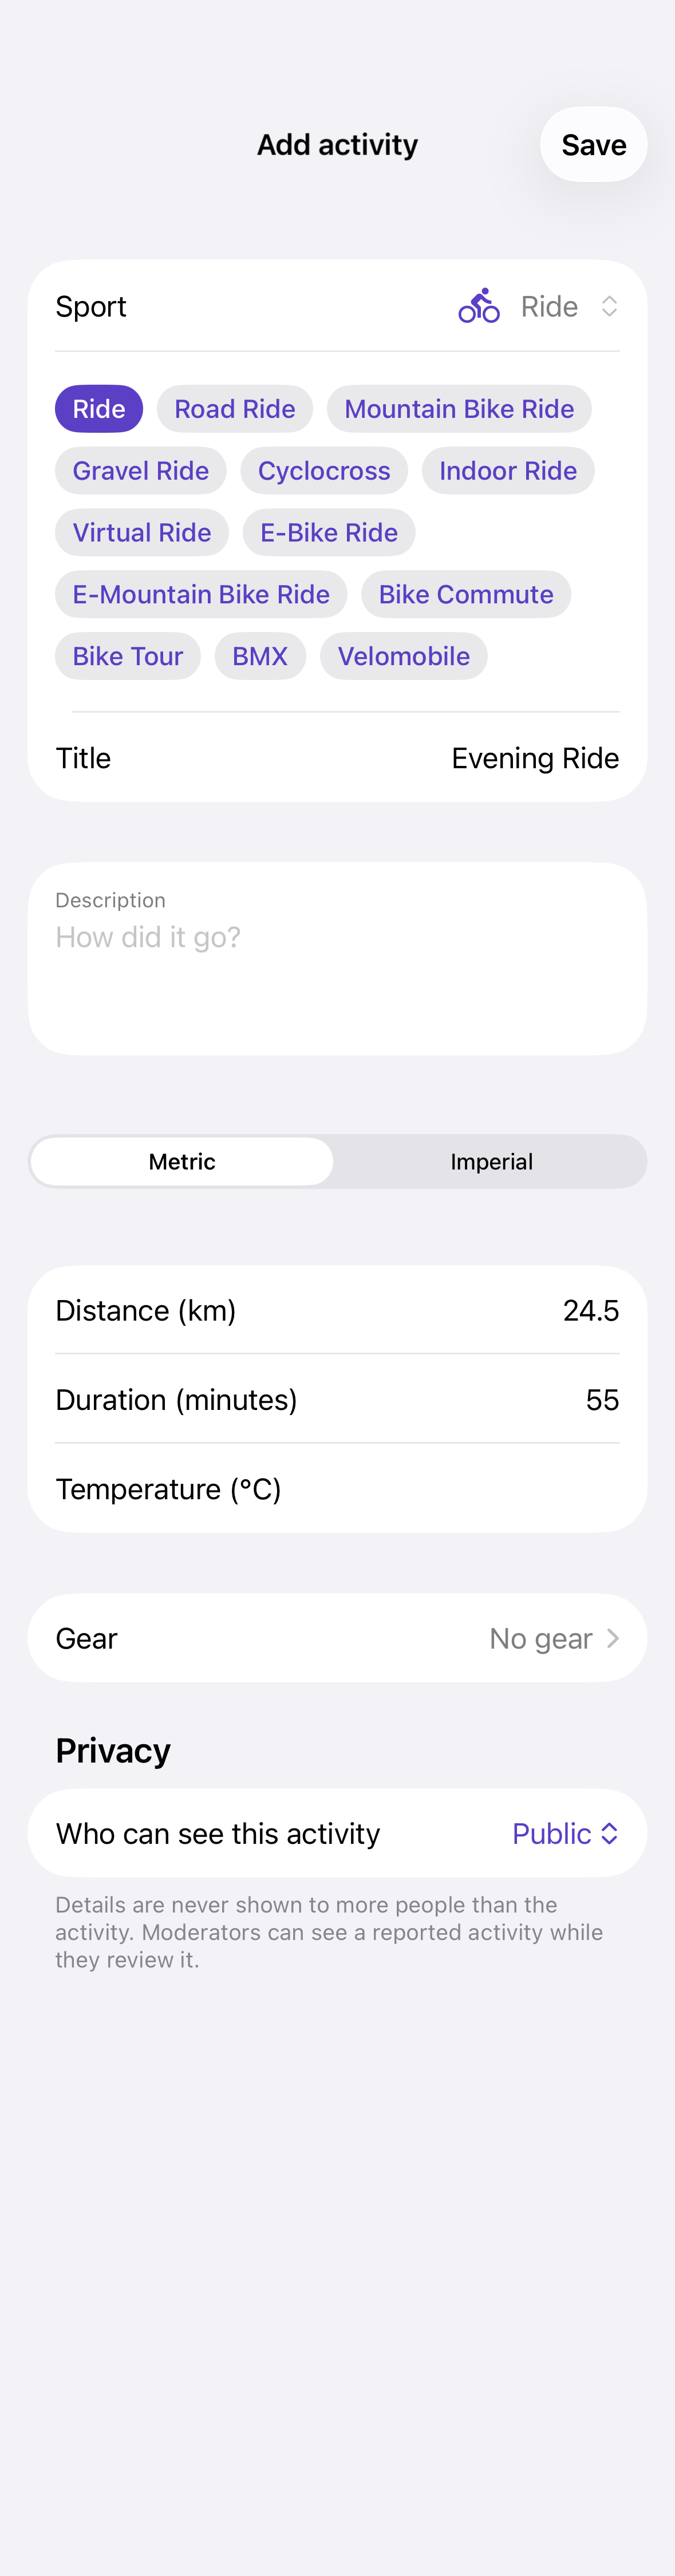 Add activity
Save
Sport
Ride
Ride
Road Ride
Mountain Bike Ride
Gravel Ride
Cyclocross
Indoor Ride
Virtual Ride
E-Bike Ride
E-Mountain Bike Ride
Bike Commute
Bike Tour
BMX
Velomobile
Title
Evening Ride
Description
How did it go?
Metric
Imperial
Distance (km)
24.5
Duration (minutes)
55
Temperature (°C)
Gear
No gear
Privacy
Who can see this activity
Public
Details are never shown to more people than the
activity. Moderators can see a reported activity while
they review it.